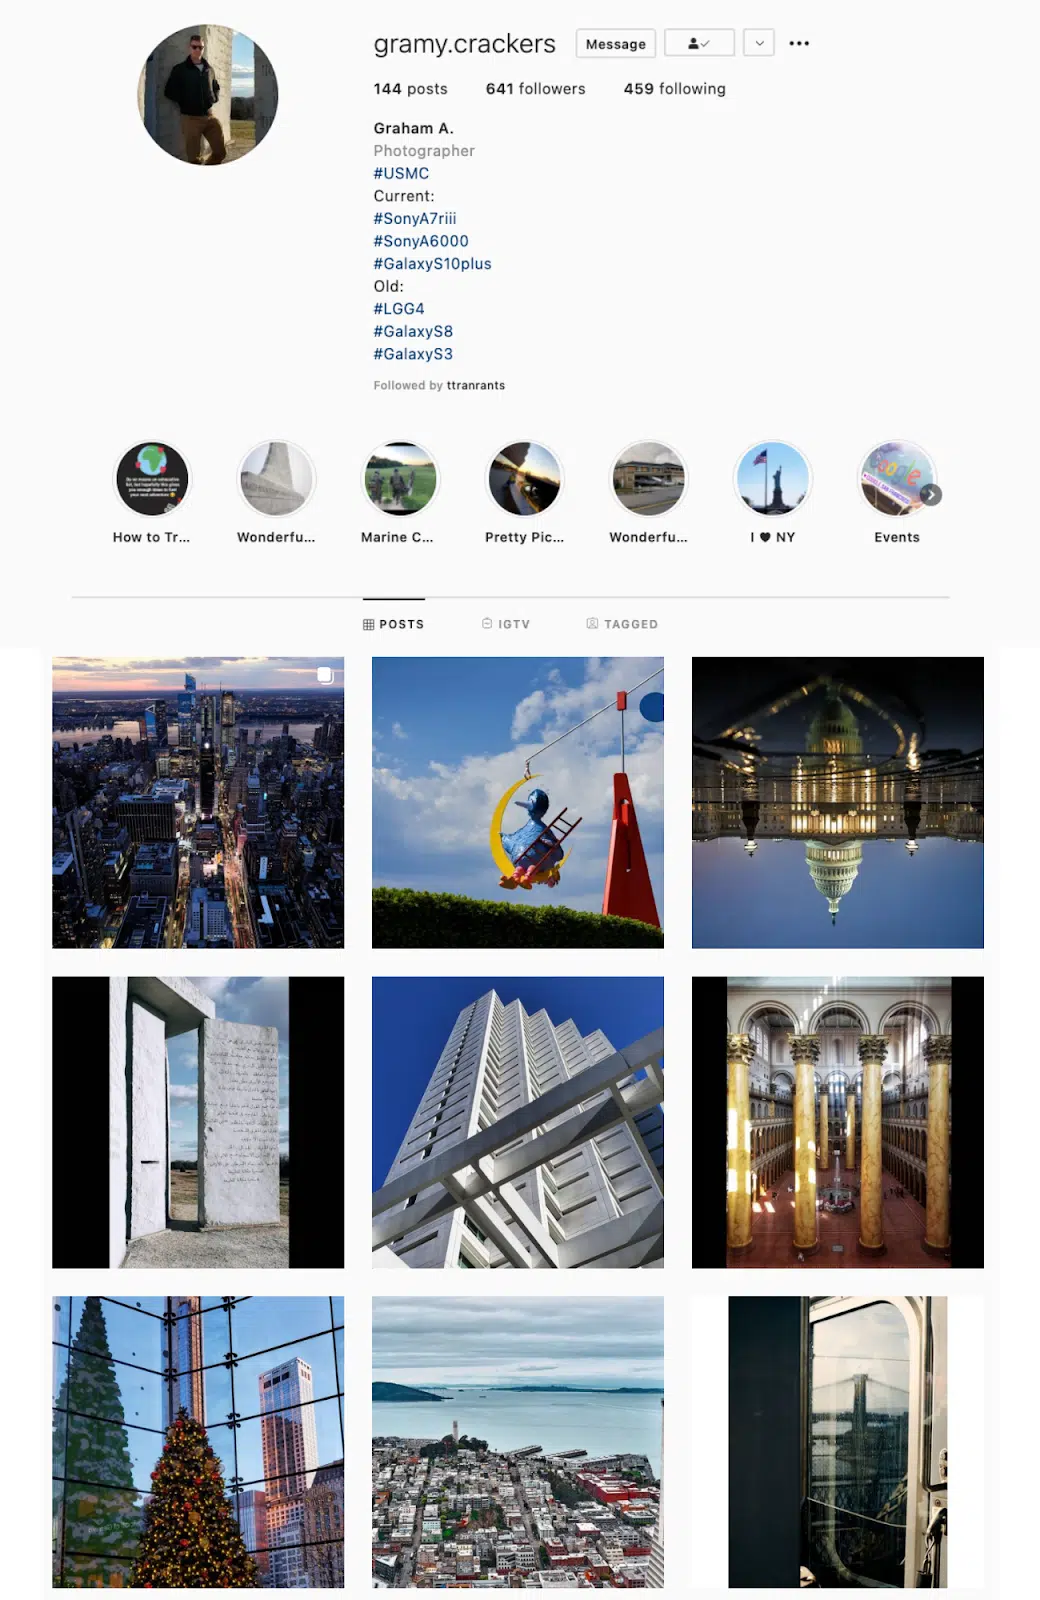 gramy.crackers
Message
144 posts 641 followers 459 following
Graham A.
Photographer
#USMC
Current:
#SonyA7riii
#SonyA6000
#GalaxyS10plus
Old:
#LGG4
#GalaxyS8
#GalaxyS3
Followed by ttranrants
How to Tr... Wonderfu... Marine C... Pretty Pic... Wonderfu... I ♥ NY Events
POSTS IGTV TAGGED